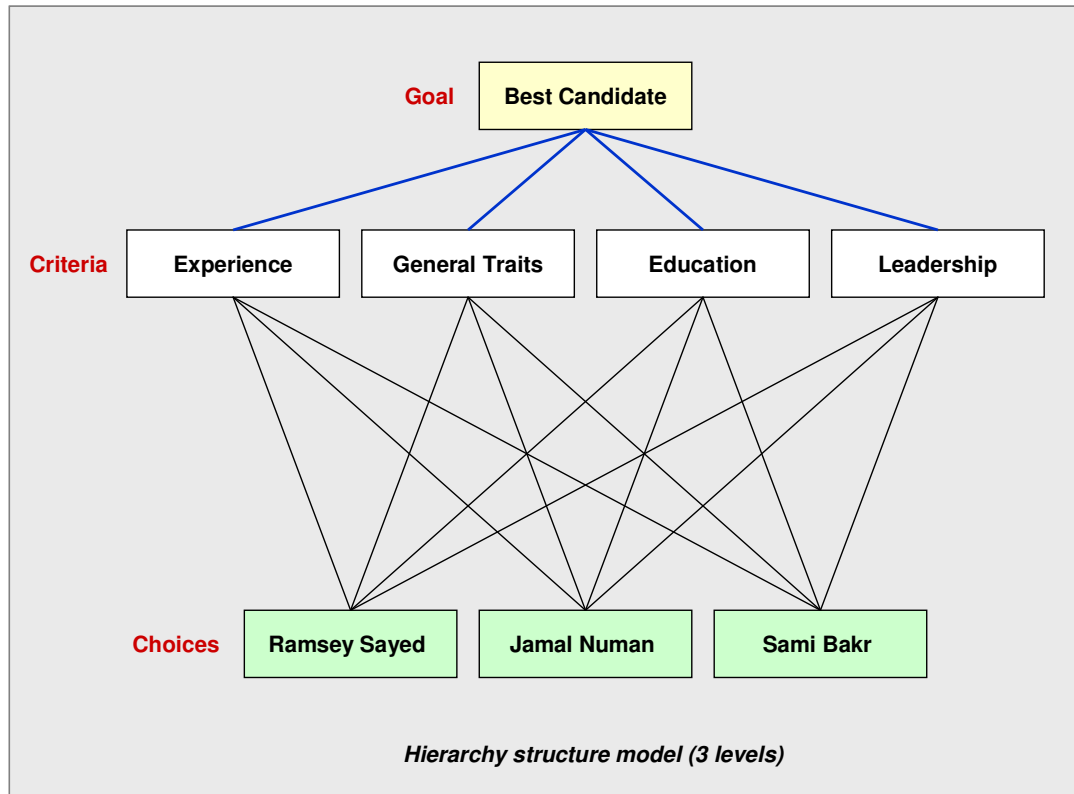 Goal
Best Candidate
Criteria
Experience
General Traits
Education
Leadership
Choices
Ramsey Sayed
Jamal Numan
Sami Bakr
Hierarchy structure model (3 levels)